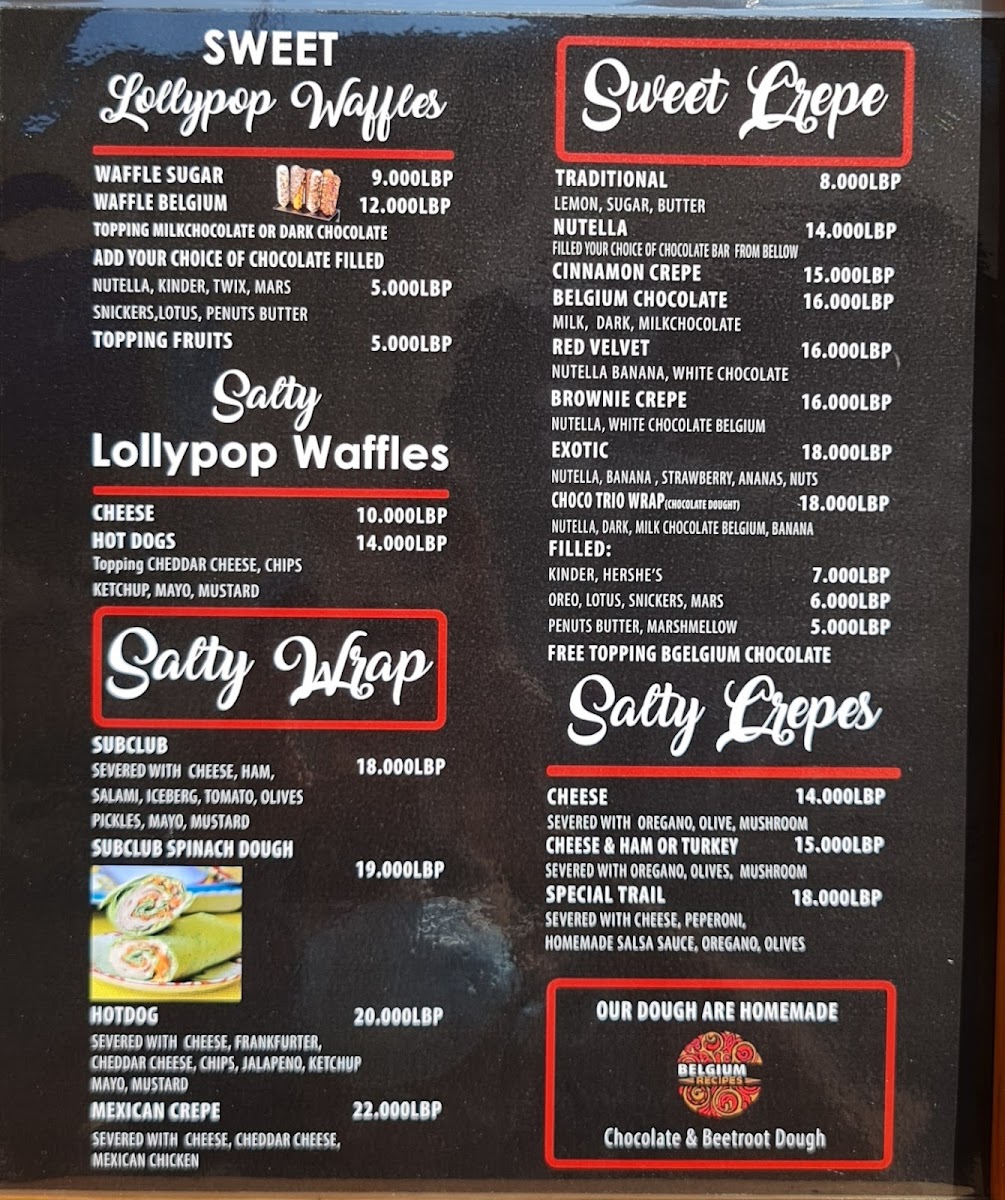 SWEET
Lollypop Waffles
WAFFLE SUGAR 9.000LBP
WAFFLE BELGIUM 12.000LBP
TOPPING MILKCHOCOLATE OR DARK CHOCOLATE
ADD YOUR CHOICE OF CHOCOLATE FILLED
NUTELLA, KINDER, TWIX, MARS 5.000LBP
SNICKERS,LOTUS, PENUTS BUTTER
TOPPING FRUITS 5.000LBP
Salty
Lollypop Waffles
CHEESE 10.000LBP
HOT DOGS 14.000LBP
Topping CHEDDAR CHEESE, CHIPS
KETCHUP, MAYO, MUSTARD
Salty Wrap
SUBCLUB
SEVERED WITH CHEESE, HAM, 18.000LBP
SALAMI, ICEBERG, TOMATO, OLIVES
PICKLES, MAYO, MUSTARD
SUBCLUB SPINACH DOUGH
19.000LBP
HOTDOG 20.000LBP
SEVERED WITH CHEESE, FRANKFURTER,
CHEDDAR CHEESE, CHIPS, JALAPENO, KETCHUP
MAYO, MUSTARD
MEXICAN CREPE 22.000LBP
SEVERED WITH CHEESE, CHEDDAR CHEESE,
MEXICAN CHICKEN
Sweet Crepe
TRADITIONAL 8.000LBP
LEMON, SUGAR, BUTTER
NUTELLA 14.000LBP
FILLED YOUR CHOICE OF CHOCOLATE BAR FROM BELLOW
CINNAMON CREPE 15.000LBP
BELGIUM CHOCOLATE 16.000LBP
MILK, DARK, MILKCHOCOLATE
RED VELVET 16.000LBP
NUTELLA BANANA, WHITE CHOCOLATE
BROWNIE CREPE 16.000LBP
NUTELLA, WHITE CHOCOLATE BELGIUM
EXOTIC 18.000LBP
NUTELLA, BANANA , STRAWBERRY, ANANAS, NUTS
CHOCO TRIO WRAP(CHOCOLATE DOUGHT) 18.000LBP
NUTELLA, DARK, MILK CHOCOLATE BELGIUM, BANANA
FILLED:
KINDER, HERSHE'S 7.000LBP
OREO, LOTUS, SNICKERS, MARS 6.000LBP
PENUTS BUTTER, MARSHMELLOW 5.000LBP
FREE TOPPING BGELGIUM CHOCOLATE
Salty Crepes
CHEESE 14.000LBP
SEVERED WITH OREGANO, OLIVE, MUSHROOM
CHEESE & HAM OR TURKEY 15.000LBP
SEVERED WITH OREGANO, OLIVES, MUSHROOM
SPECIAL TRAIL 18.000LBP
SEVERED WITH CHEESE, PEPERONI,
HOMEMADE SALSA SAUCE, OREGANO, OLIVES
OUR DOUGH ARE HOMEMADE
BELGIUM
RECIPES
Chocolate & Beetroot Dough